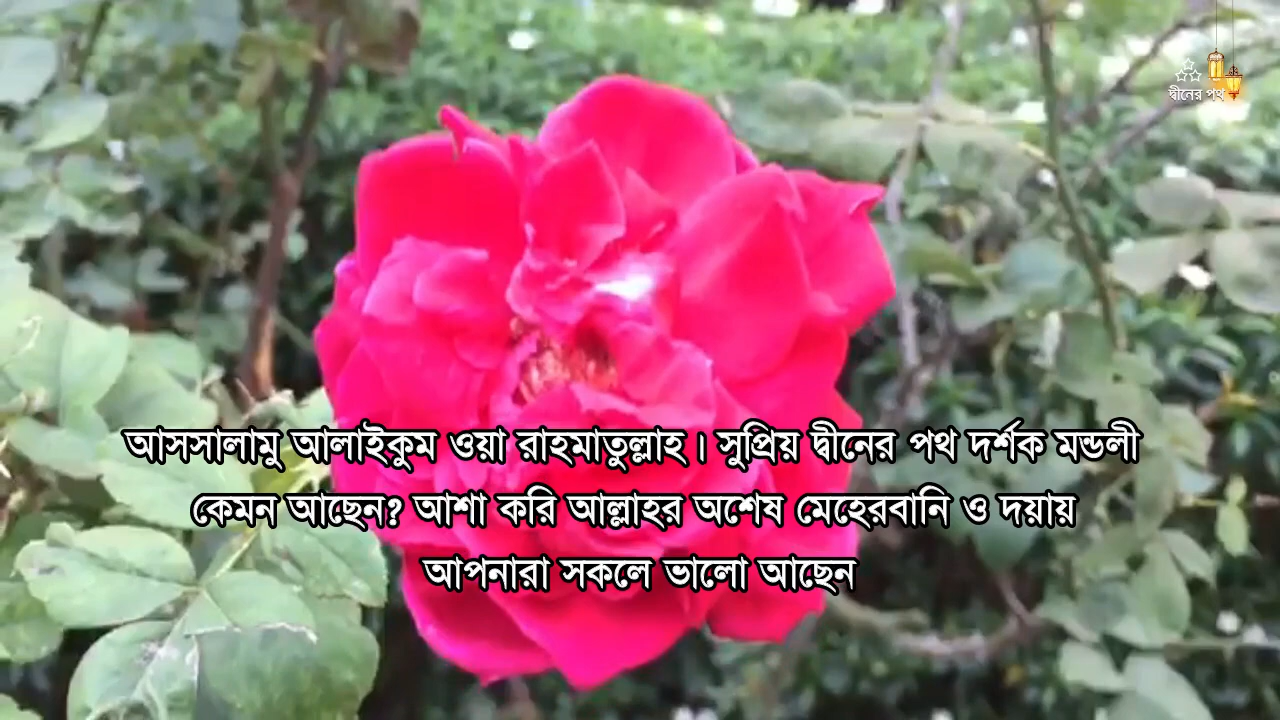 দ্বীনের পথ
আসসালামু আলাইকুম ওয়া রাহমাতুল্লাহ। সুপ্রিয় দ্বীনের পথ দর্শক মন্ডলী
কেমন আছেন? আশা করি আল্লাহর অশেষ মেহেরবানি ও দয়ায়
আপনারা সকলে ভালো আছেন